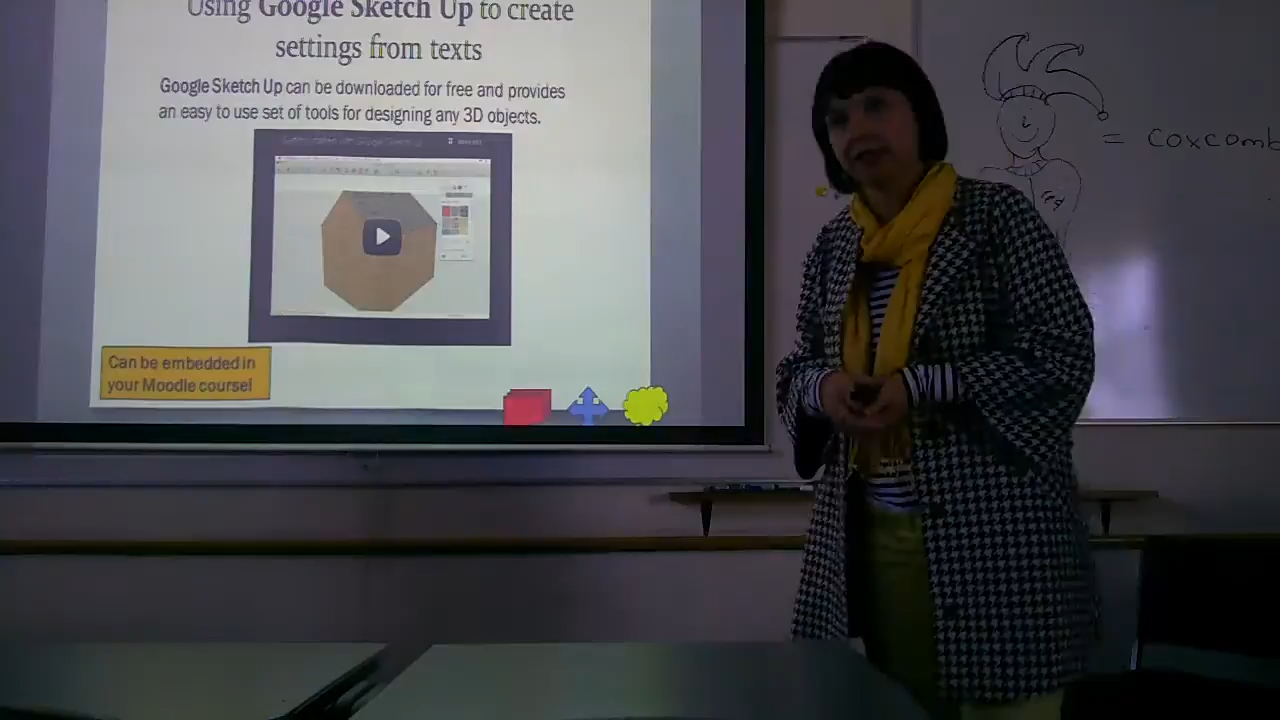 Using Google Sketch Up to create
settings from texts
Google Sketch Up can be downloaded for free and provides
an easy to use set of tools for designing any 3D objects.
Can be embedded in
your Moodle course!
= coxcomb